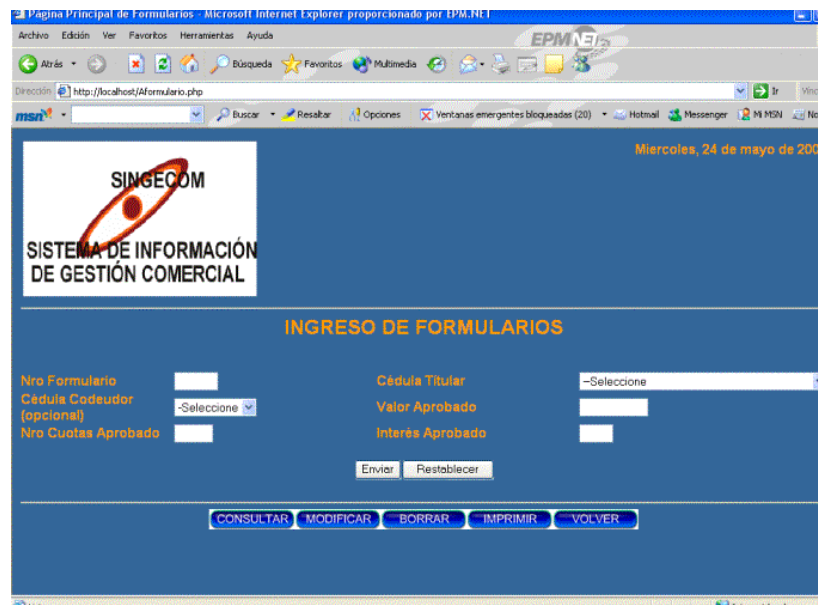 Página Principal de Formularios - Microsoft Internet Explorer proporcionado por EPM.NET
Archivo Edición Ver Favoritos Herramientas Ayuda
EPM NET
Atrás Búsqueda Favoritos Multimedia
Dirección http://localhost/Aformulario.php Ir
msn Buscar Resaltar Opciones Ventanas emergentes bloqueadas (20) Hotmail Messenger Mi MSN
Miercoles, 24 de mayo de 200
SINGECOM
SISTEMA DE INFORMACIÓN
DE GESTIÓN COMERCIAL
INGRESO DE FORMULARIOS
Nro Formulario Cédula Títular --Seleccione
Cédula Codeudor
(opcional) -Seleccione Valor Aprobado
Nro Cuotas Aprobado Interés Aprobado
Enviar Restablecer
CONSULTAR MODIFICAR BORRAR IMPRIMIR VOLVER